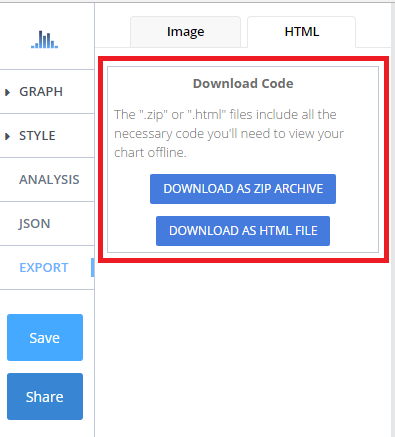 Image
HTML
GRAPH
STYLE
ANALYSIS
JSON
EXPORT
Save
Share
Download Code
The ".zip" or ".html" files include all the
necessary code you'll need to view your
chart offline.
DOWNLOAD AS ZIP ARCHIVE
DOWNLOAD AS HTML FILE